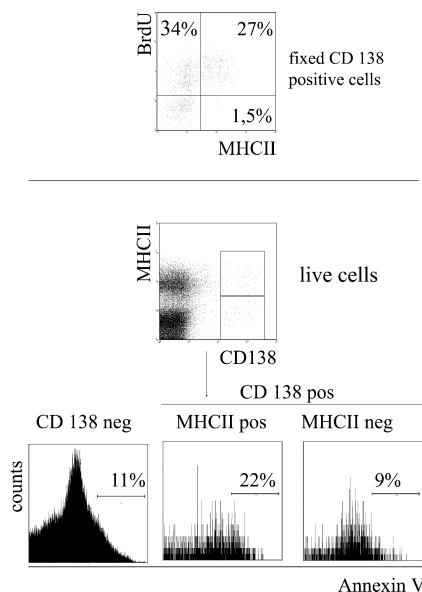 34% 27%
BrdU
fixed CD 138
positive cells
1,5%
MHCII
MHCII
live cells
CD138
CD 138 pos
CD 138 neg MHCII pos MHCII neg
counts
11% 22% 9%
Annexin V